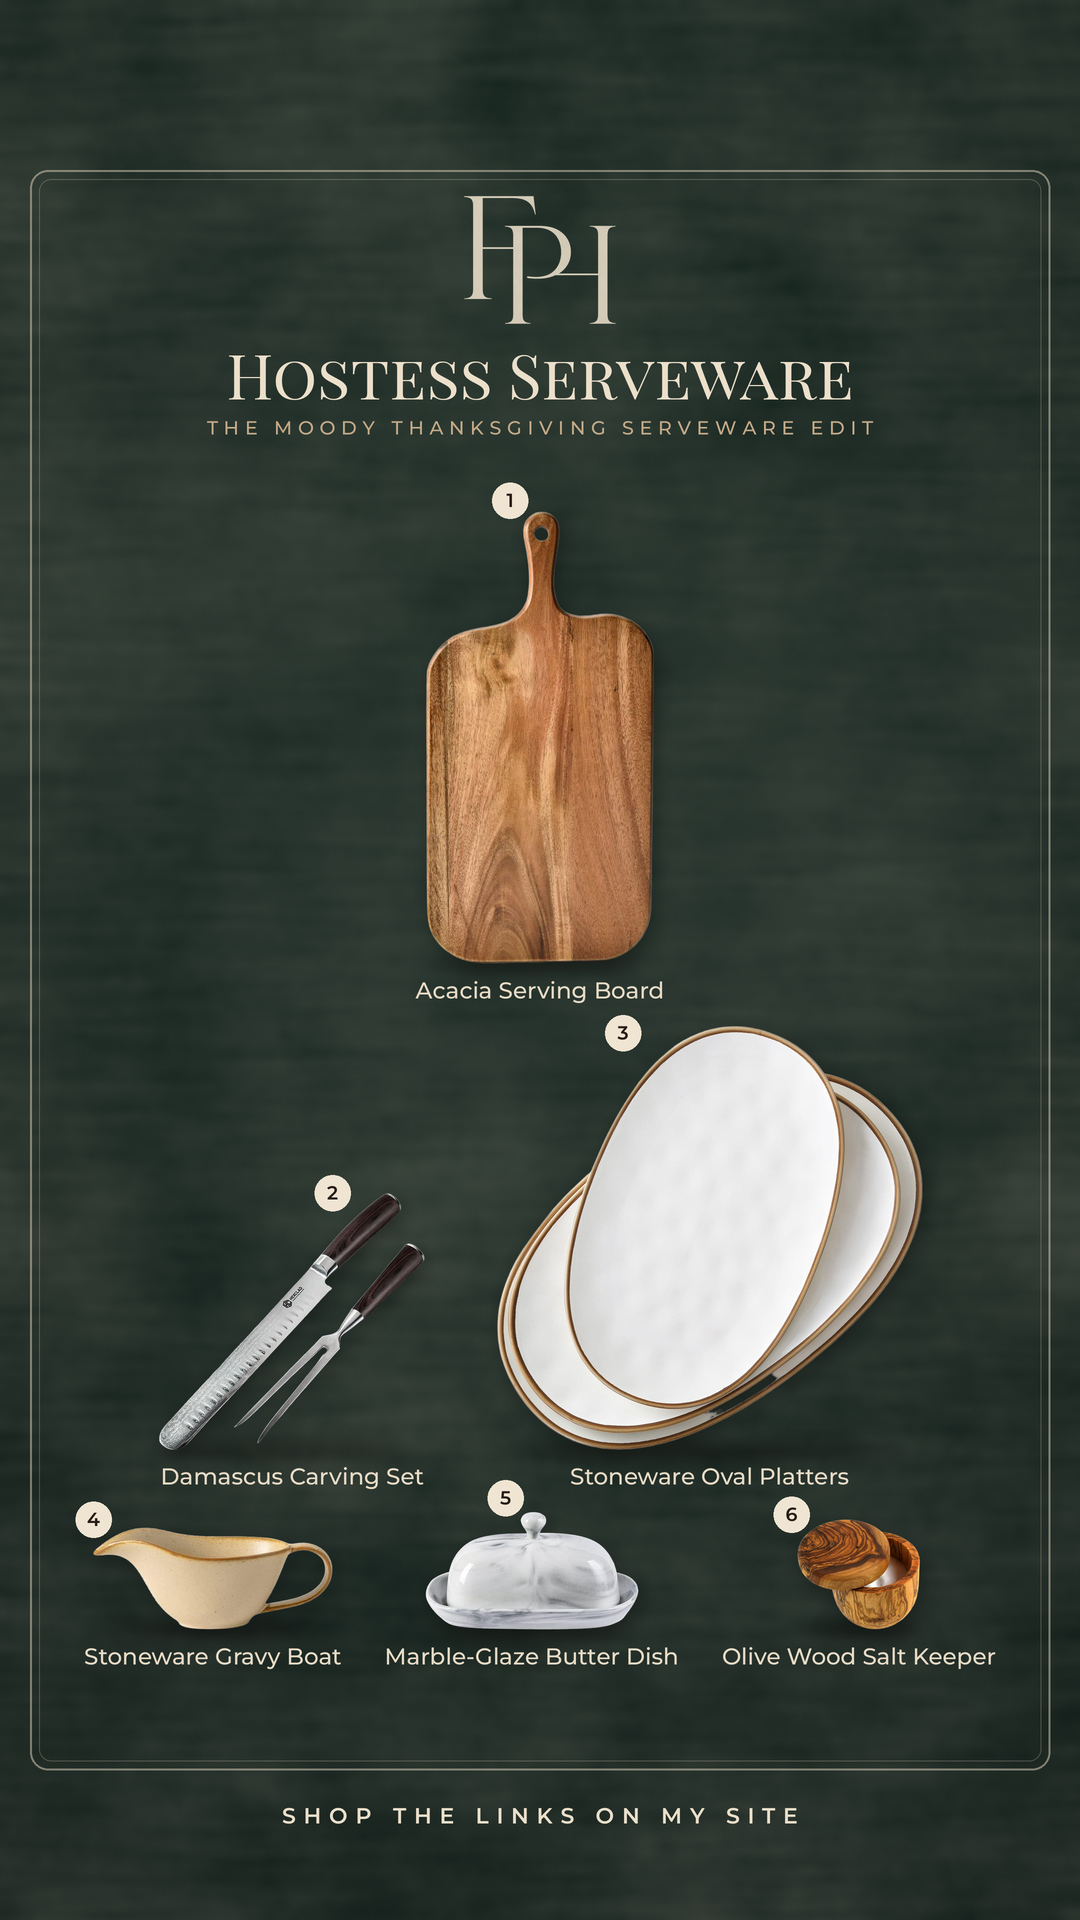 FPH
HOSTESS SERVEWARE
THE MOODY THANKSGIVING SERVEWARE EDIT
1
Acacia Serving Board
3
2
Damascus Carving Set
Stoneware Oval Platters
4
5
6
Stoneware Gravy Boat
Marble-Glaze Butter Dish
Olive Wood Salt Keeper
SHOP THE LINKS ON MY SITE